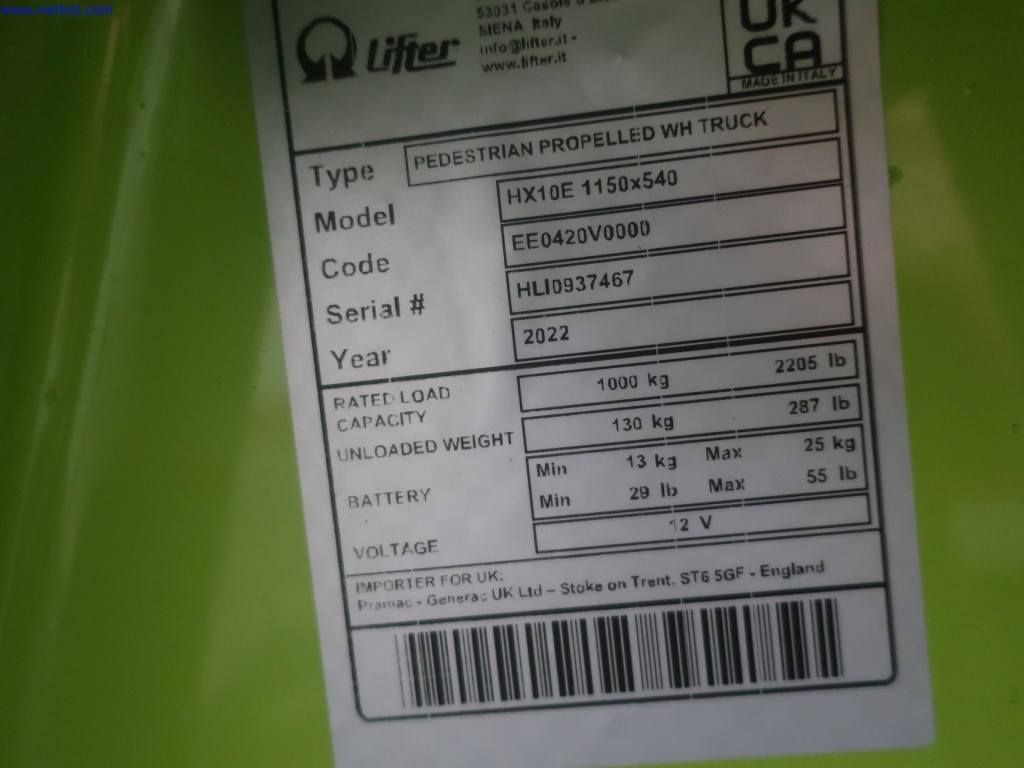 www.netbid.com
53031 Casole d'Elsa
SIENA Italy
Lifter
info@lifter.it -
www.lifter.it
UK
CA
MADE IN ITALY
Type PEDESTRIAN PROPELLED WH TRUCK
Model HX10E 1150x540
Code EE0420V0000
Serial # HLI0937467
Year 2022
RATED LOAD CAPACITY 1000 kg 2205 lb
UNLOADED WEIGHT 130 kg 287 lb
BATTERY Min 13 kg Max 25 kg
Min 29 lb Max 55 lb
VOLTAGE 12 V
IMPORTER FOR UK:
Pramac - Generac UK Ltd – Stoke on Trent, ST6 5GF - England